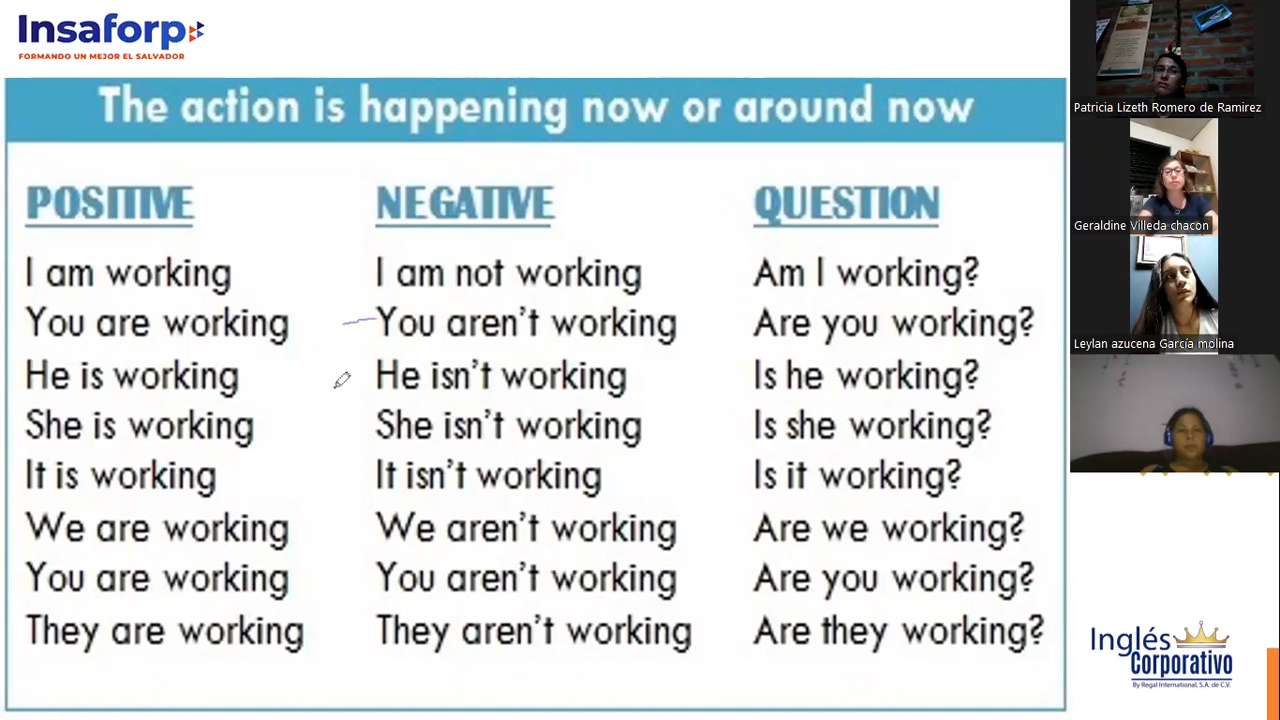 Insaforp
FORMANDO UN MEJOR EL SALVADOR
The action is happening now or around now
POSITIVE NEGATIVE QUESTION
I am working I am not working Am I working?
You are working You aren't working Are you working?
He is working He isn't working Is he working?
She is working She isn't working Is she working?
It is working It isn't working Is it working?
We are working We aren't working Are we working?
You are working You aren't working Are you working?
They are working They aren't working Are they working?
Patricia Lizeth Romero de Ramirez
Geraldine Villeda chacon
Leylan azucena García molina
Inglés
Corporativo
By Regal International, S.A. de C.V.